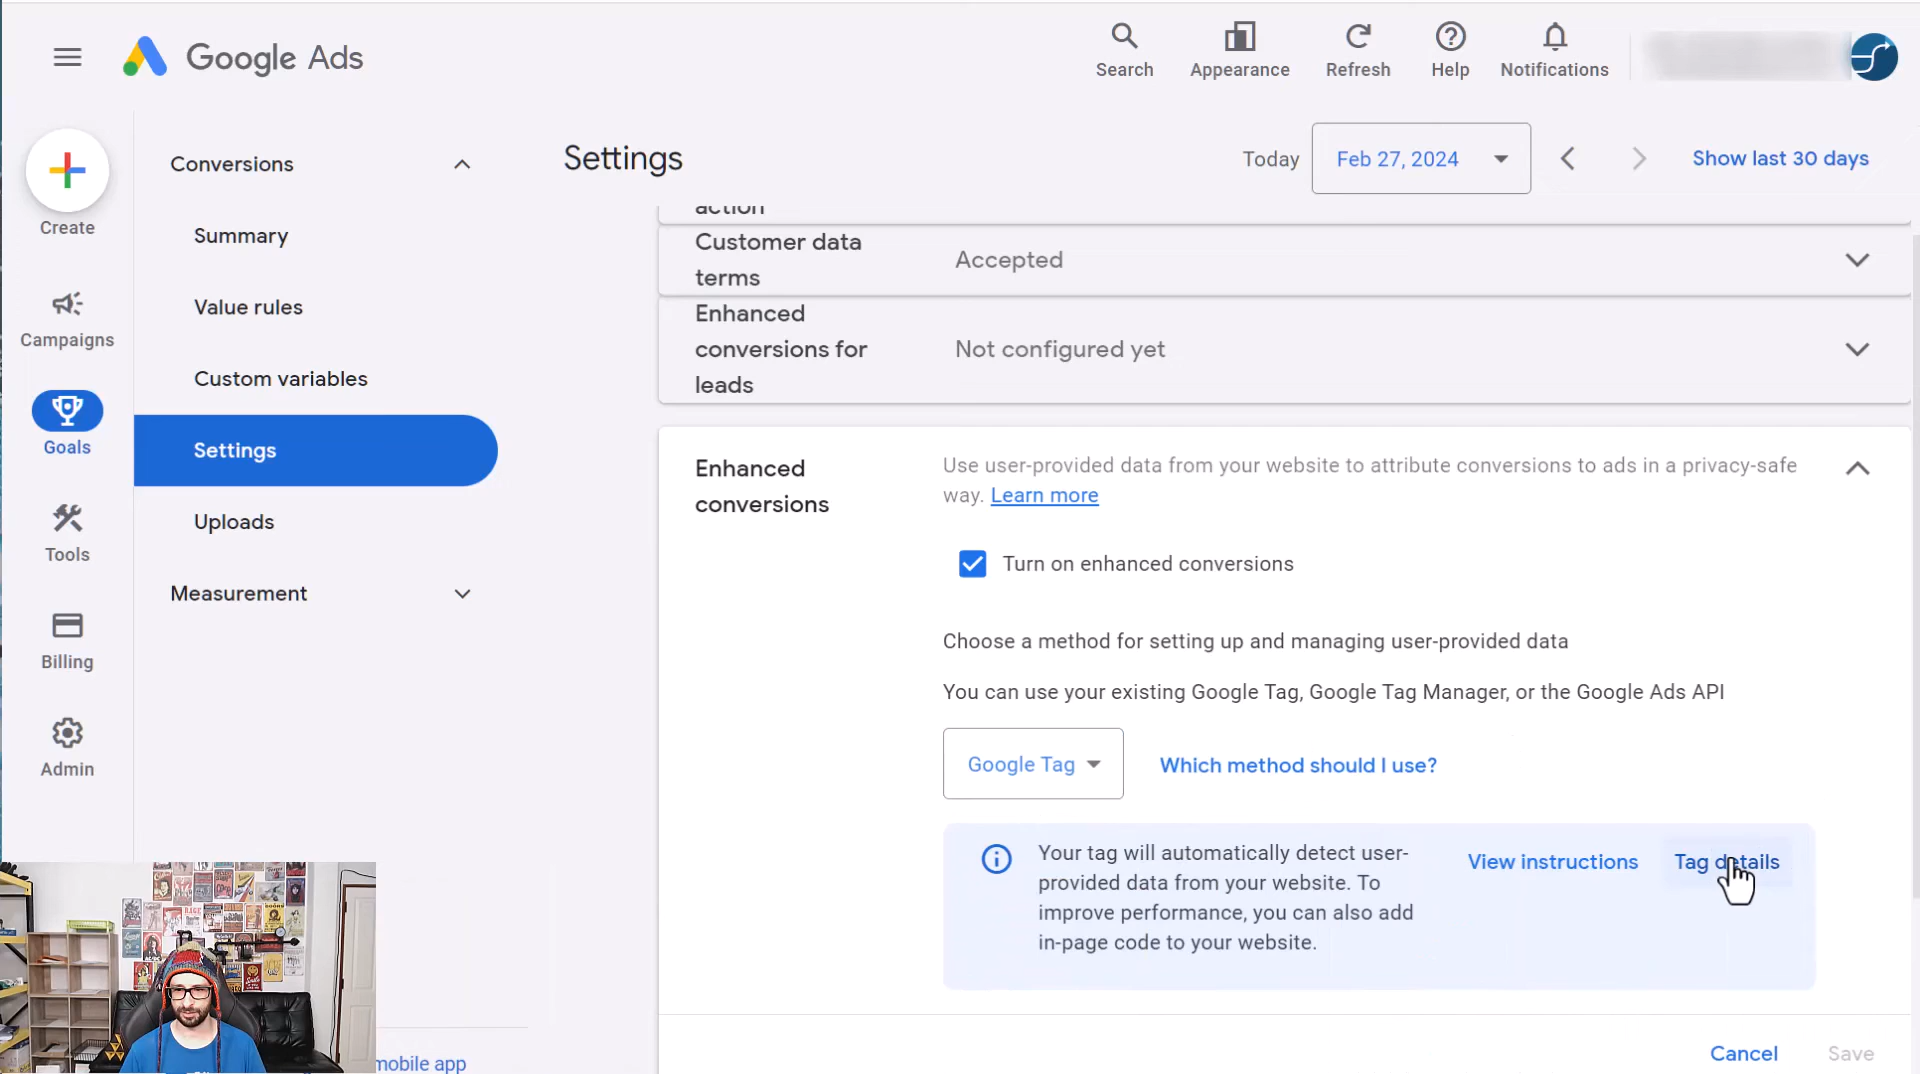 Google Ads
Search
Appearance
Refresh
Help
Notifications
Create
Campaigns
Goals
Tools
Billing
Admin
Conversions
Summary
Value rules
Custom variables
Settings
Uploads
Measurement
Settings
Today
Feb 27, 2024
Show last 30 days
action
Customer data
terms
Accepted
Enhanced
conversions for
leads
Not configured yet
Enhanced
conversions
Use user-provided data from your website to attribute conversions to ads in a privacy-safe
way. Learn more
Turn on enhanced conversions
Choose a method for setting up and managing user-provided data
You can use your existing Google Tag, Google Tag Manager, or the Google Ads API
Google Tag
Which method should I use?
Your tag will automatically detect user-
provided data from your website. To
improve performance, you can also add
in-page code to your website.
View instructions
Tag details
Cancel
Save
mobile app